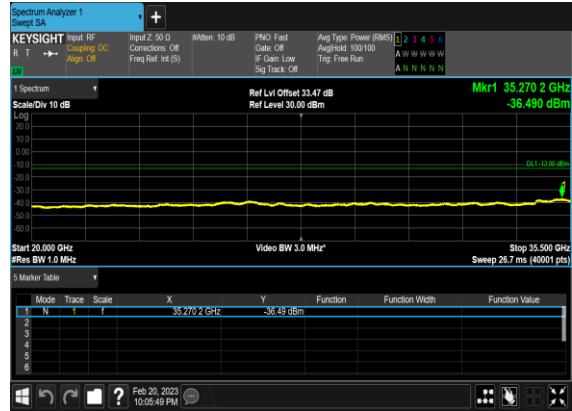 Spectrum Analyzer 1
Swept SA
+
KEYSIGHT Input: RF Input Z: 50 Ω #Atten: 10 dB PNO: Fast Avg Type: Power (RMS) 1 2 3 4 5 6
R T Coupling: DC Corrections: Off Gate: Off Avg|Hold: 100/100 A W W W W W
Align: Off Freq Ref: Int (S) IF Gain: Low Trig: Free Run
LW Sig Track: Off A N N N N N
1 Spectrum Ref Lvl Offset 33.47 dB Mkr1 35.270 2 GHz
Scale/Div 10 dB Ref Level 30.00 dBm -36.490 dBm
Log
20.0
10.0
0.00
-10.0
DL1 -13.00 dBm
-20.0
-30.0
-40.0
-50.0
-60.0
Start 20.000 GHz Video BW 3.0 MHz* Stop 35.500 GHz
#Res BW 1.0 MHz Sweep 26.7 ms (40001 pts)
5 Marker Table
Mode Trace Scale X Y Function Function Width Function Value
1 N 1 f 35.270 2 GHz -36.49 dBm
2
3
4
5
6
? Feb 20, 2023
10:05:49 PM